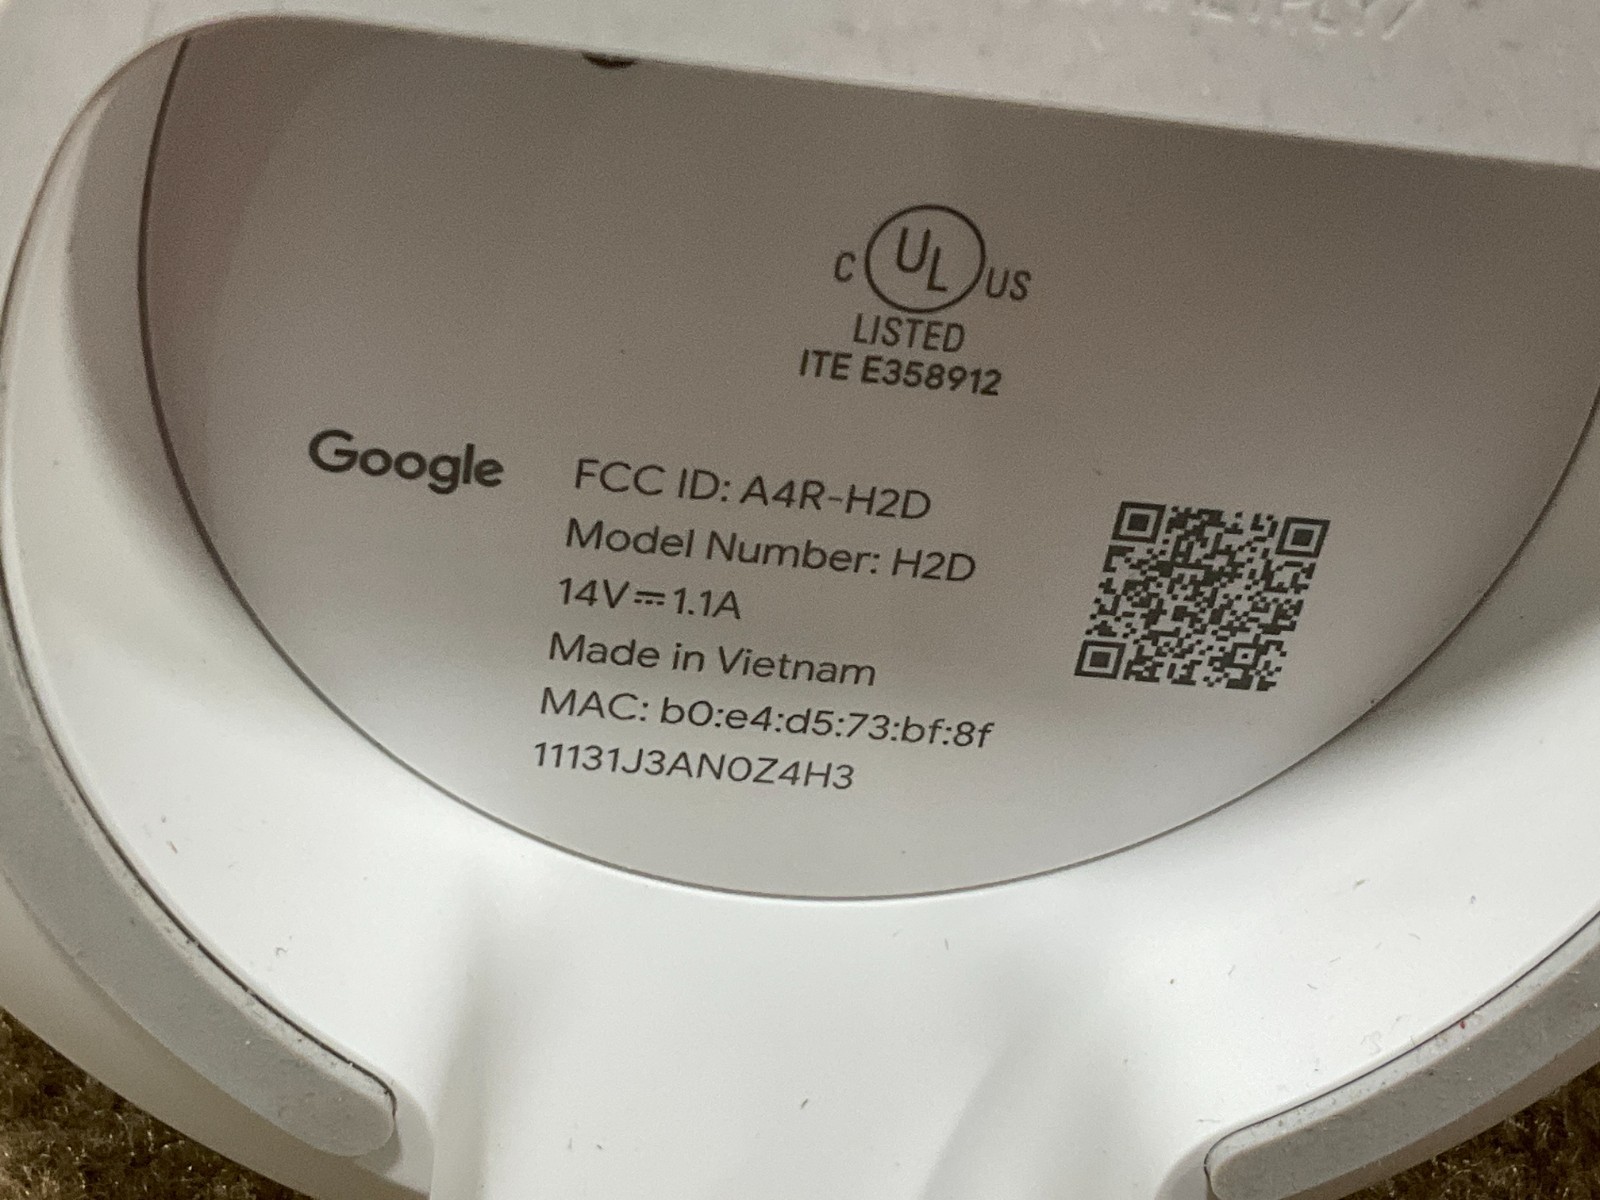 C UL US
LISTED
ITE E358912
Google
FCC ID: A4R-H2D
Model Number: H2D
14V⎓1.1A
Made in Vietnam
MAC: b0:e4:d5:73:bf:8f
11131J3AN0Z4H3